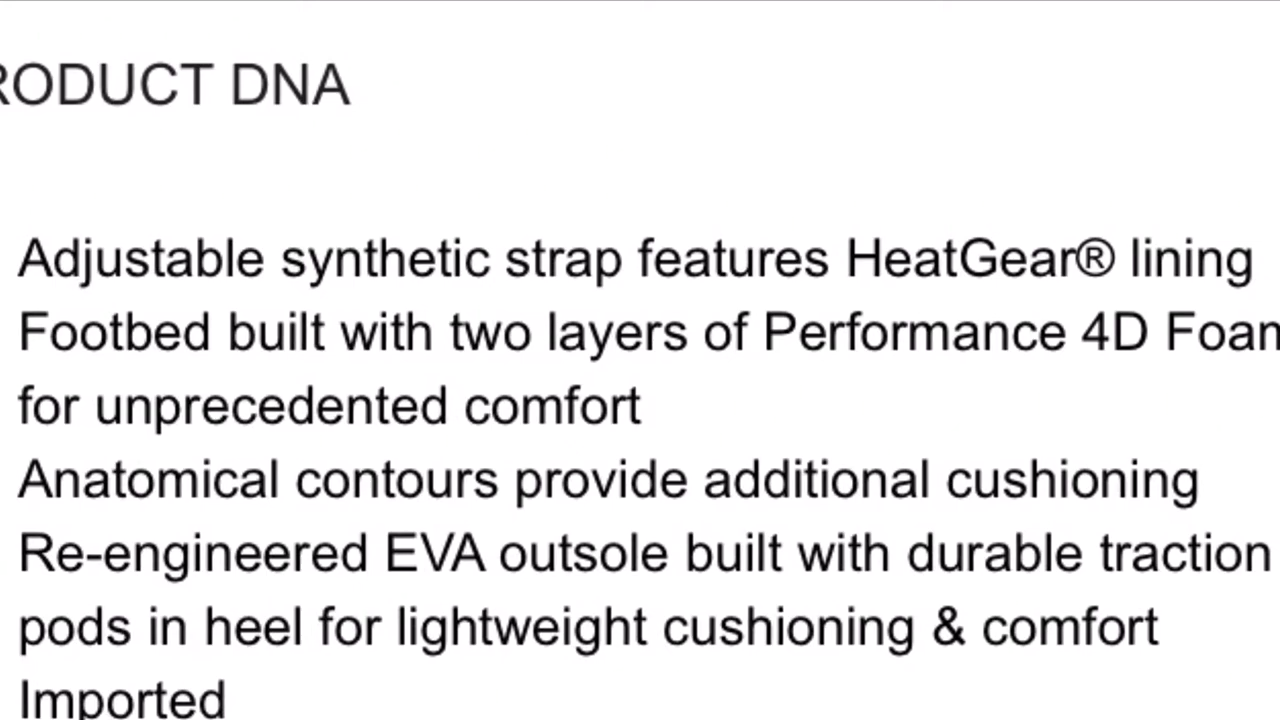 RODUCT DNA
Adjustable synthetic strap features HeatGear® lining
Footbed built with two layers of Performance 4D Foam
for unprecedented comfort
Anatomical contours provide additional cushioning
Re-engineered EVA outsole built with durable traction
pods in heel for lightweight cushioning & comfort
Imported